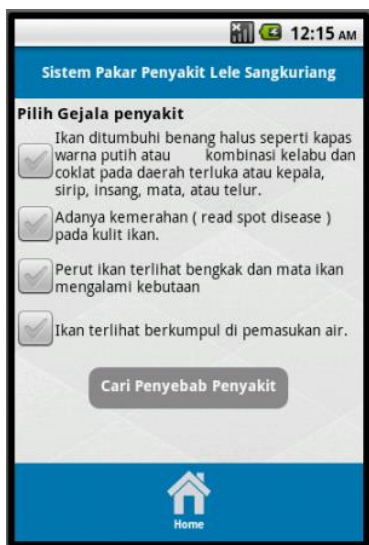 12:15 AM
Sistem Pakar Penyakit Lele Sangkuriang
Pilih Gejala penyakit
Ikan ditumbuhi benang halus seperti kapas
warna putih atau kombinasi kelabu dan
coklat pada daerah terluka atau kepala,
sirip, insang, mata, atau telur.
Adanya kemerahan ( read spot disease )
pada kulit ikan.
Perut ikan terlihat bengkak dan mata ikan
mengalami kebutaan
Ikan terlihat berkumpul di pemasukan air.
Cari Penyebab Penyakit
Home